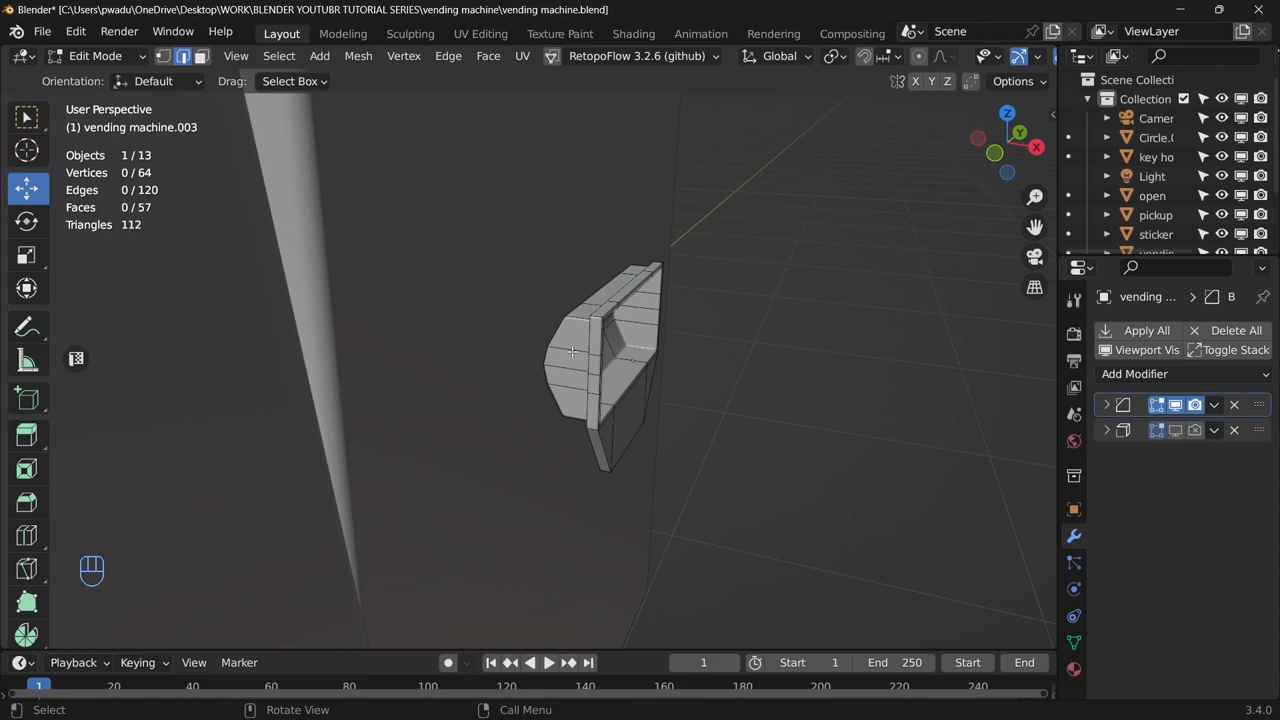 Blender* [C:\Users\pwadu\OneDrive\Desktop\WORK\BLENDER YOUTUBR TUTORIAL SERIES\vending machine\vending machine.blend]
File Edit Render Window Help Layout Modeling Sculpting UV Editing Texture Paint Shading Animation Rendering Compositing Scene ViewLayer
Edit Mode View Select Add Mesh Vertex Edge Face UV RetopoFlow 3.2.6 (github) Global
Orientation: Default Drag: Select Box X Y Z Options
User Perspective
(1) vending machine.003
Objects 1 / 13
Vertices 0 / 64
Edges 0 / 120
Faces 0 / 57
Triangles 112
Z
Y
X
Scene Collecti
Collection
Camer
Circle.(
key ho
Light
open
pickup
sticker
vending ... B
Apply All Delete All
Viewport Vis Toggle Stack
Add Modifier
Playback Keying View Marker 1 Start 1 End 250 Start End
1 20 40 60 80 100 120 140 160 180 200 220 240
Select Rotate View Call Menu 3.4.0